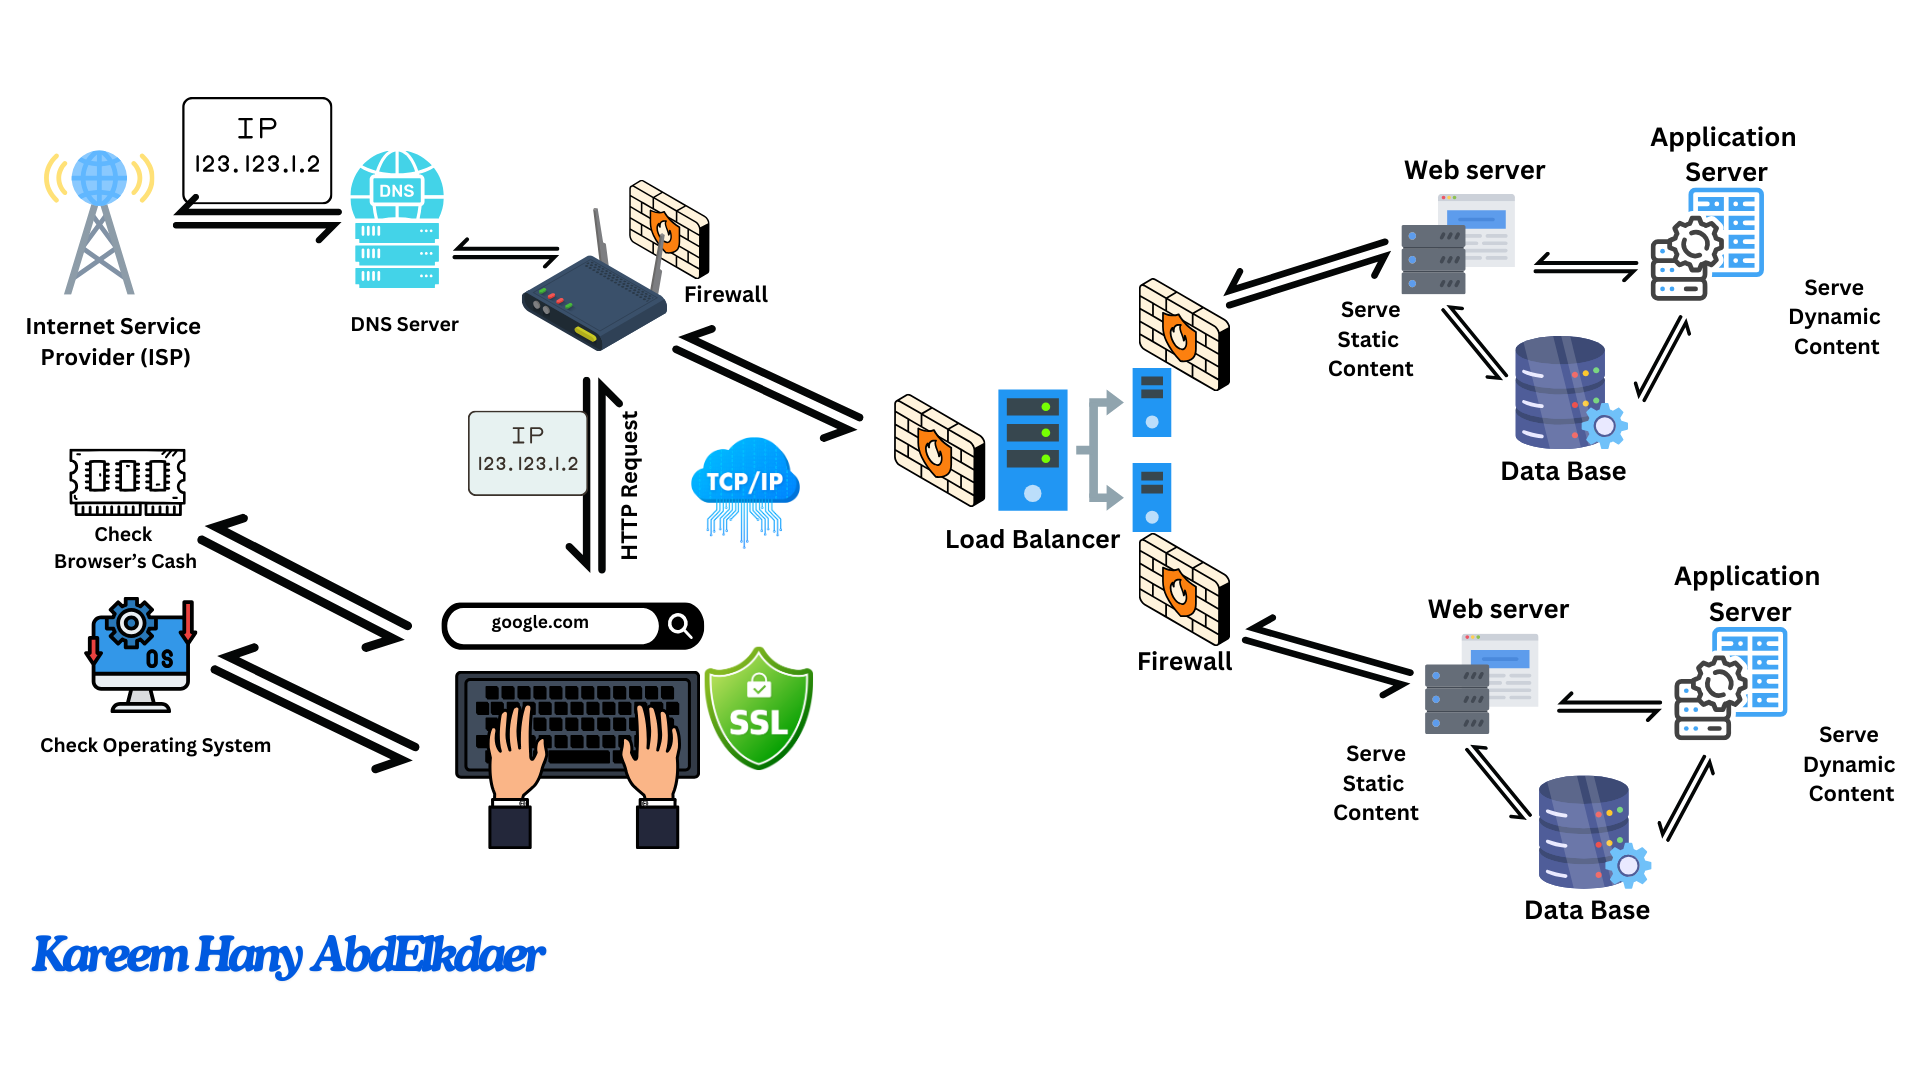 IP
123.123.1.2
DNS
Internet Service
Provider (ISP)
DNS Server
Firewall
IP
123.123.1.2
HTTP Request
TCP/IP
Check
Browser's Cash
OS
Check Operating System
google.com
SSL
Load Balancer
Firewall
Web server
Application
Server
Serve
Static
Content
Serve
Dynamic
Content
Data Base
Web server
Application
Server
Serve
Static
Content
Serve
Dynamic
Content
Data Base
Kareem Hany AbdElkdaer